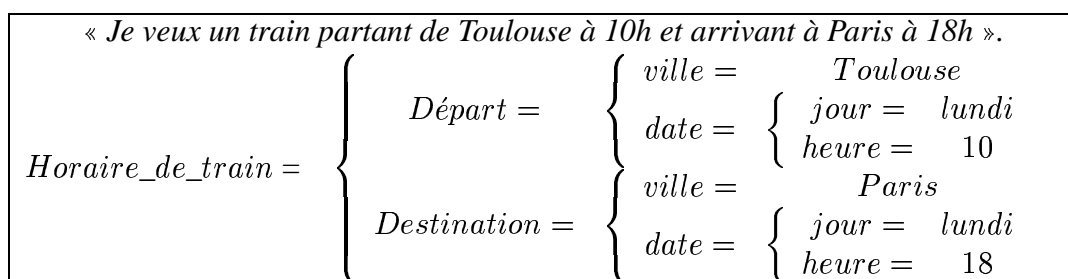 « Je veux un train partant de Toulouse à 10h et arrivant à Paris à 18h ».
ville = Toulouse
Départ =
jour = lundi
date =
heure = 10
Horaire_de_train =
ville = Paris
Destination =
jour = lundi
date =
heure = 18